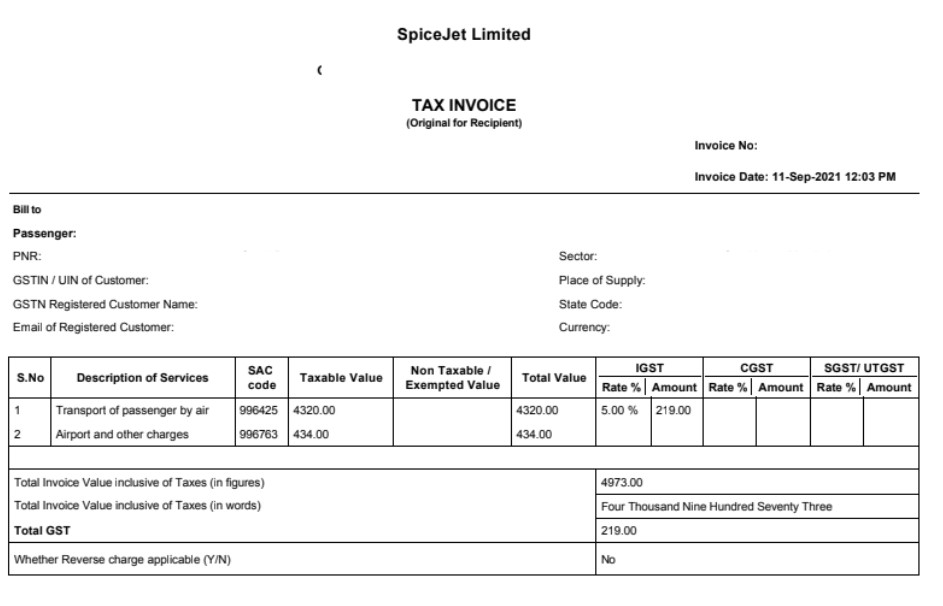 SpiceJet Limited
TAX INVOICE
(Original for Recipient)
Invoice No:
Invoice Date: 11-Sep-2021 12:03 PM
Bill to
Passenger:
PNR: Sector:
GSTIN / UIN of Customer: Place of Supply:
GSTN Registered Customer Name: State Code:
Email of Registered Customer: Currency:
S.No Description of Services SAC code Taxable Value Non Taxable / Exempted Value Total Value IGST CGST SGST/ UTGST
Rate % Amount Rate % Amount Rate % Amount
1 Transport of passenger by air 996425 4320.00 4320.00 5.00 % 219.00
2 Airport and other charges 996763 434.00 434.00
Total Invoice Value inclusive of Taxes (in figures) 4973.00
Total Invoice Value inclusive of Taxes (in words) Four Thousand Nine Hundred Seventy Three
Total GST 219.00
Whether Reverse charge applicable (Y/N) No